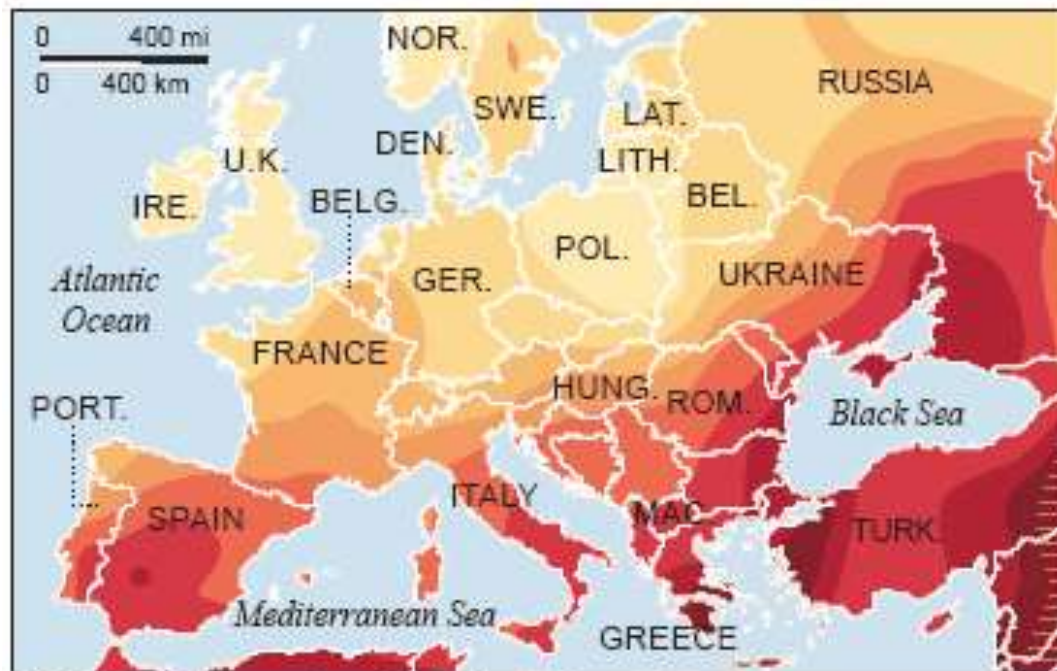 0 400 mi
0 400 km
NOR.
SWE.
RUSSIA
LAT.
DEN.
LITH.
U.K.
BEL.
IRE.
BELG.
POL.
GER.
UKRAINE
Atlantic
Ocean
FRANCE
HUNG.
ROM.
Black Sea
PORT.
ITALY
SPAIN
MAC
TURK.
Mediterranean Sea
GREECE